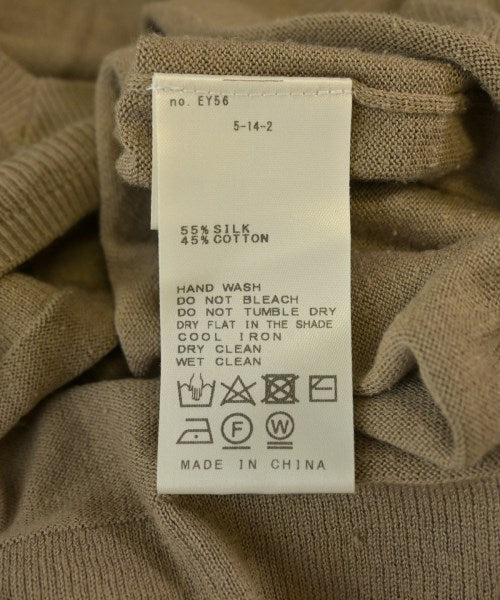 no. EY56
5-14-2
55% SILK
45% COTTON
HAND WASH
DO NOT BLEACH
DO NOT TUMBLE DRY
DRY FLAT IN THE SHADE
COOL IRON
DRY CLEAN
WET CLEAN
F W
MADE IN CHINA